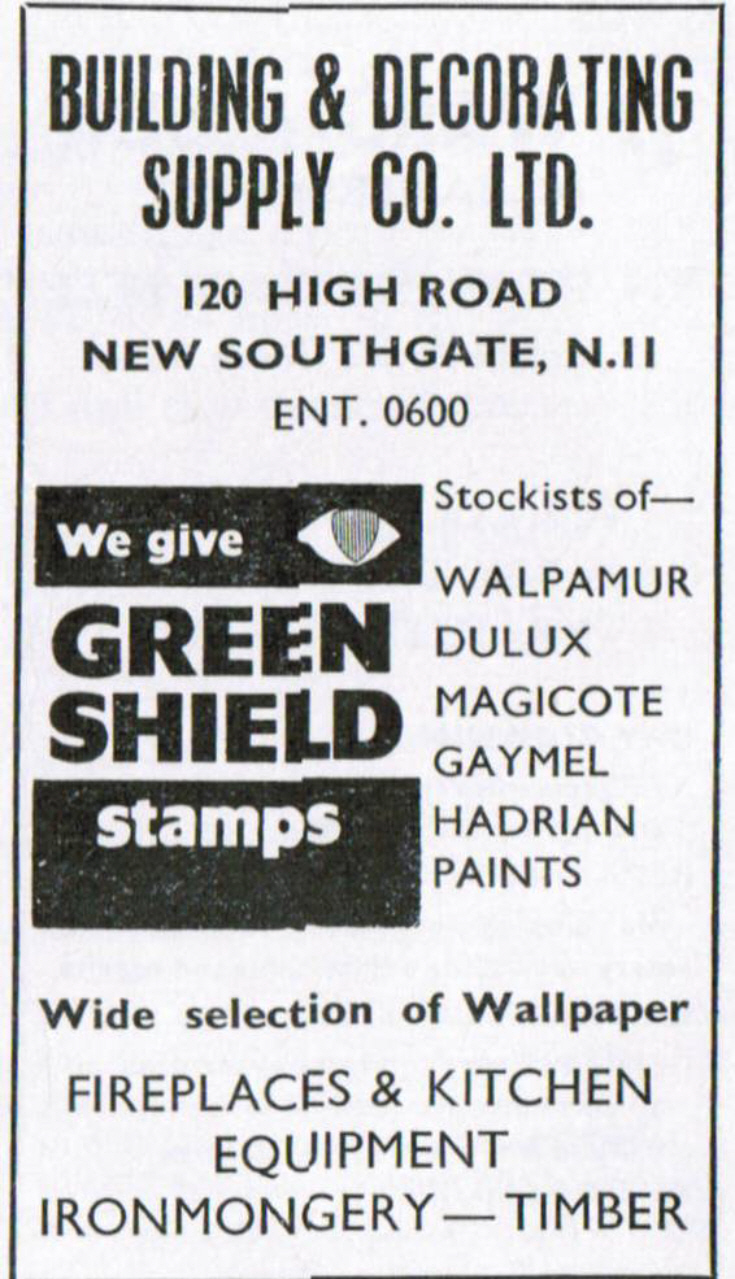 BUILDING & DECORATING
SUPPLY CO. LTD.
120 HIGH ROAD
NEW SOUTHGATE, N.11
ENT. 0600
We give
GREEN
SHIELD
stamps
Stockists of—
WALPAMUR
DULUX
MAGICOTE
GAYMEL
HADRIAN
PAINTS
Wide selection of Wallpaper
FIREPLACES & KITCHEN
EQUIPMENT
IRONMONGERY — TIMBER